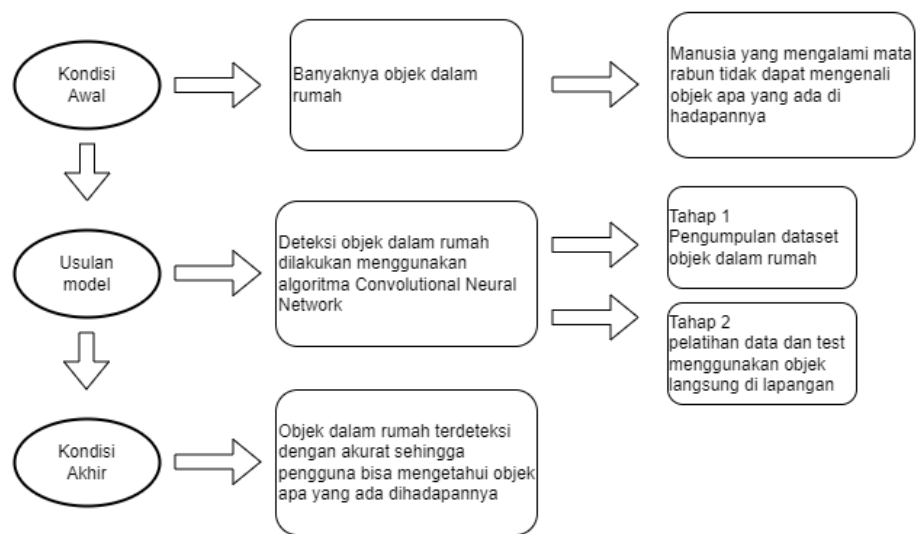 Kondisi
Awal
Banyaknya objek dalam
rumah
Manusia yang mengalami mata
rabun tidak dapat mengenali
objek apa yang ada di
hadapannya
Usulan
model
Deteksi objek dalam rumah
dilakukan menggunakan
algoritma Convolutional Neural
Network
Tahap 1
Pengumpulan dataset
objek dalam rumah
Tahap 2
pelatihan data dan test
menggunakan objek
langsung di lapangan
Kondisi
Akhir
Objek dalam rumah terdeteksi
dengan akurat sehingga
pengguna bisa mengetahui objek
apa yang ada dihadapannya